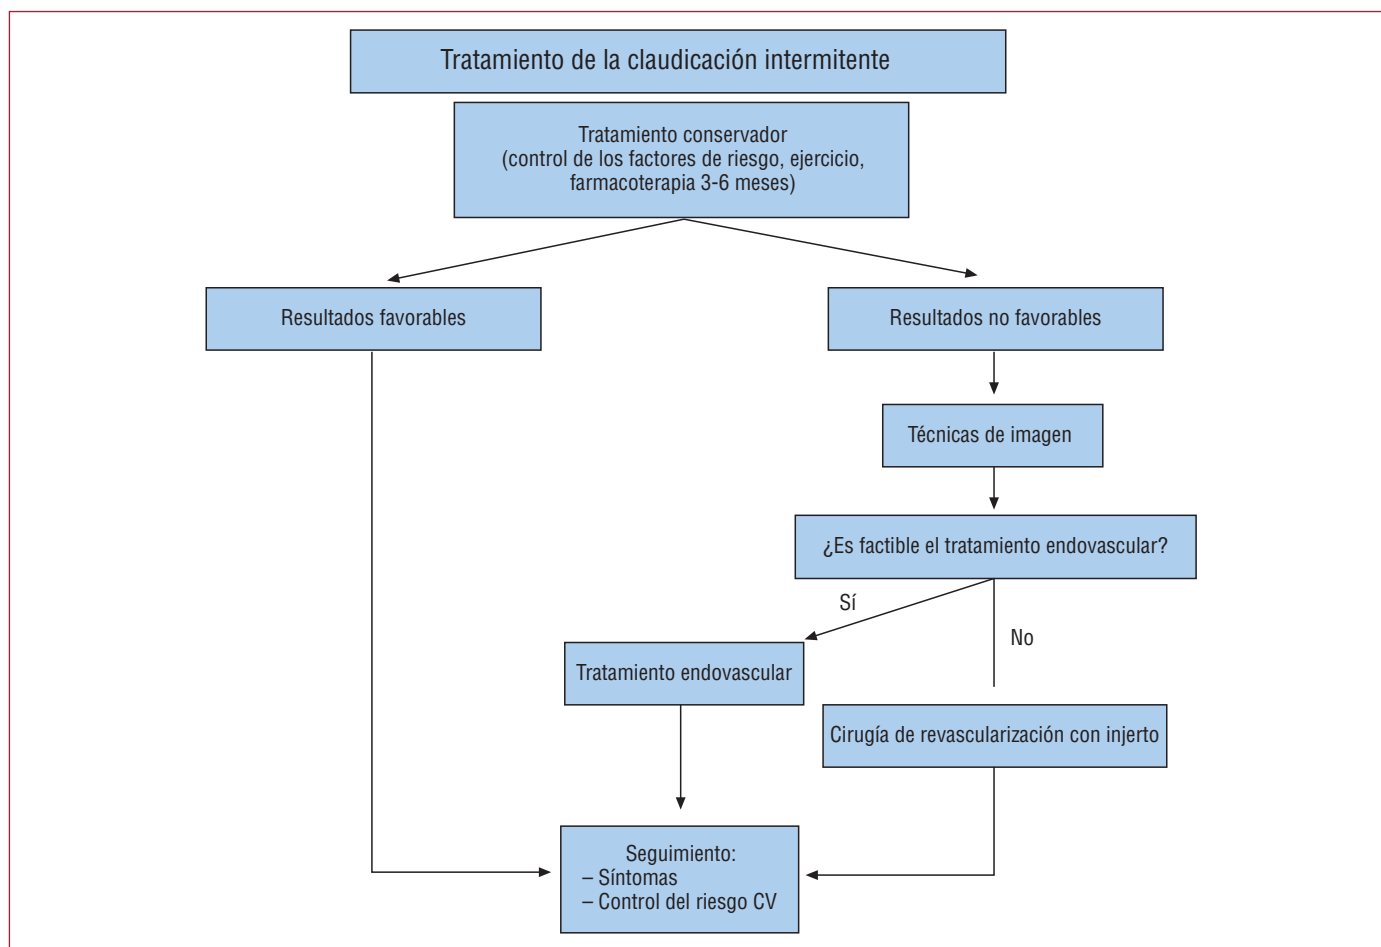 Tratamiento de la claudicación intermitente
Tratamiento conservador
(control de los factores de riesgo, ejercicio,
farmacoterapia 3-6 meses)
Resultados favorables
Resultados no favorables
Técnicas de imagen
¿Es factible el tratamiento endovascular?
Sí
No
Tratamiento endovascular
Cirugía de revascularización con injerto
Seguimiento:
– Síntomas
– Control del riesgo CV